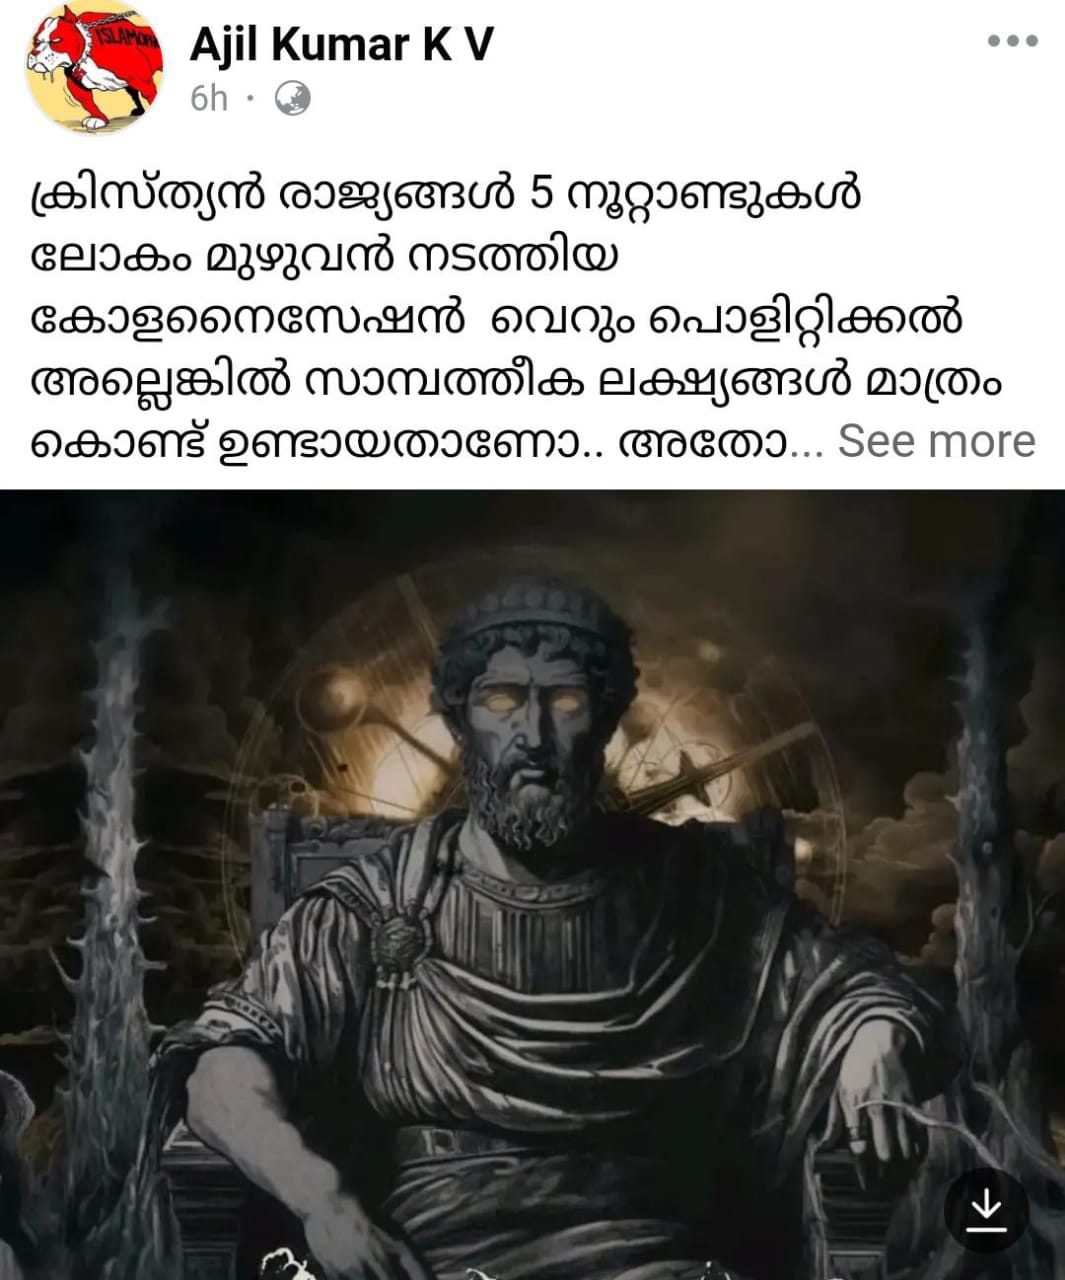 ISLAMOPH
Ajil Kumar K V
6h ·
ക്രിസ്ത്യൻ രാജ്യങ്ങൾ 5 നൂറ്റാണ്ടുകൾ
ലോകം മുഴുവൻ നടത്തിയ
കോളനൈസേഷൻ വെറും പൊളിറ്റിക്കൽ
അല്ലെങ്കിൽ സാമ്പത്തീക ലക്ഷ്യങ്ങൾ മാത്രം
കൊണ്ട് ഉണ്ടായതാണോ.. അതോ... See more